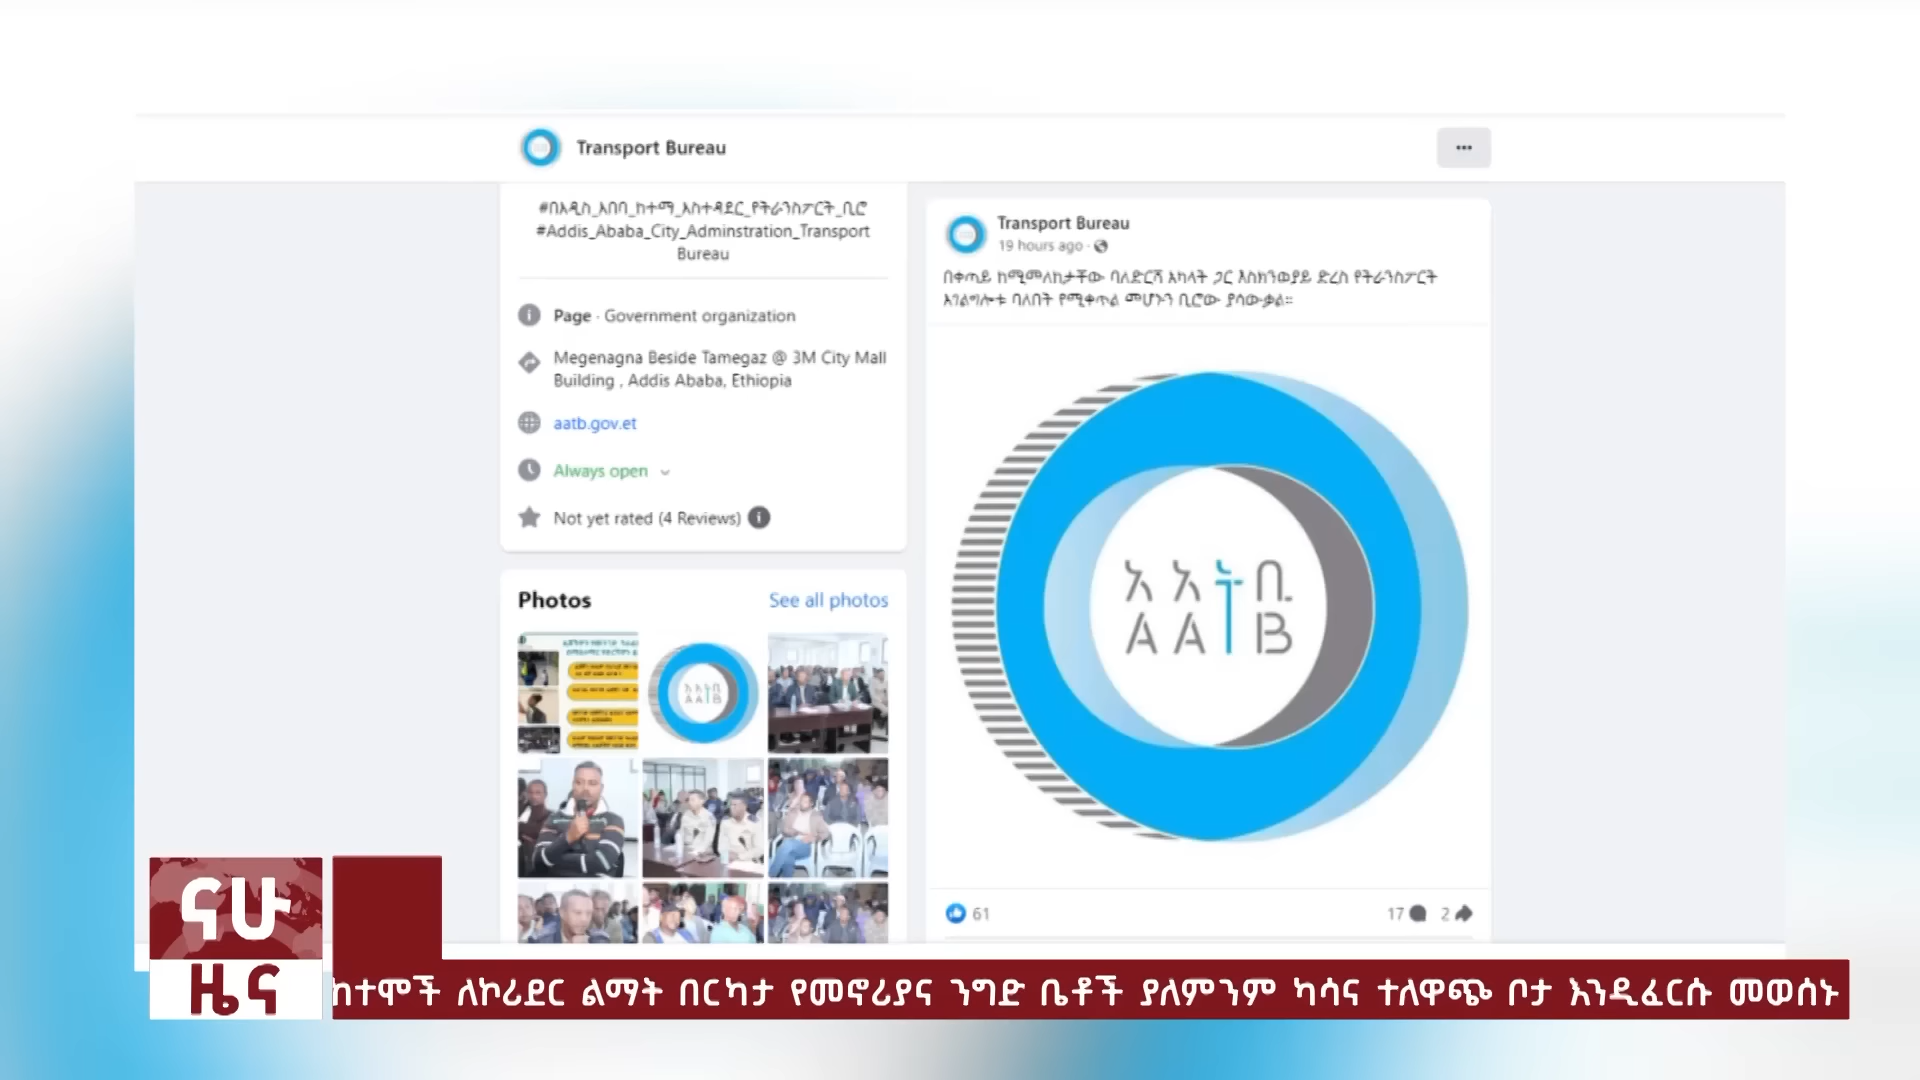 Transport Bureau
#በአዲስ_አበባ_ከተማ_አስተዳደር_የትራንስፖርት_ቢሮ
#Addis_Ababa_City_Adminstration_Transport
Bureau
Page · Government organization
Megenagna Beside Tamegaz @ 3M City Mall
Building , Addis Ababa, Ethiopia
aatb.gov.et
Always open
Not yet rated (4 Reviews)
Photos
See all photos
Transport Bureau
19 hours ago
በቀጣይ ከሚመለከታቸው ባለድርሻ አካላት ጋር እስክንወያይ ድረስ የትራንስፖርት
አገልግሎቱ ባለበት የሚቀጥል መሆኑን ቢሮው ያሳውቃል።
አአትቢ
AATB
61
17
2
ናሁ
ዜና
ከተሞች ለኮሪደር ልማት በርካታ የመኖሪያና ንግድ ቤቶች ያለምንም ካሳና ተለዋጭ ቦታ እንዲፈርሱ መወሰኑ